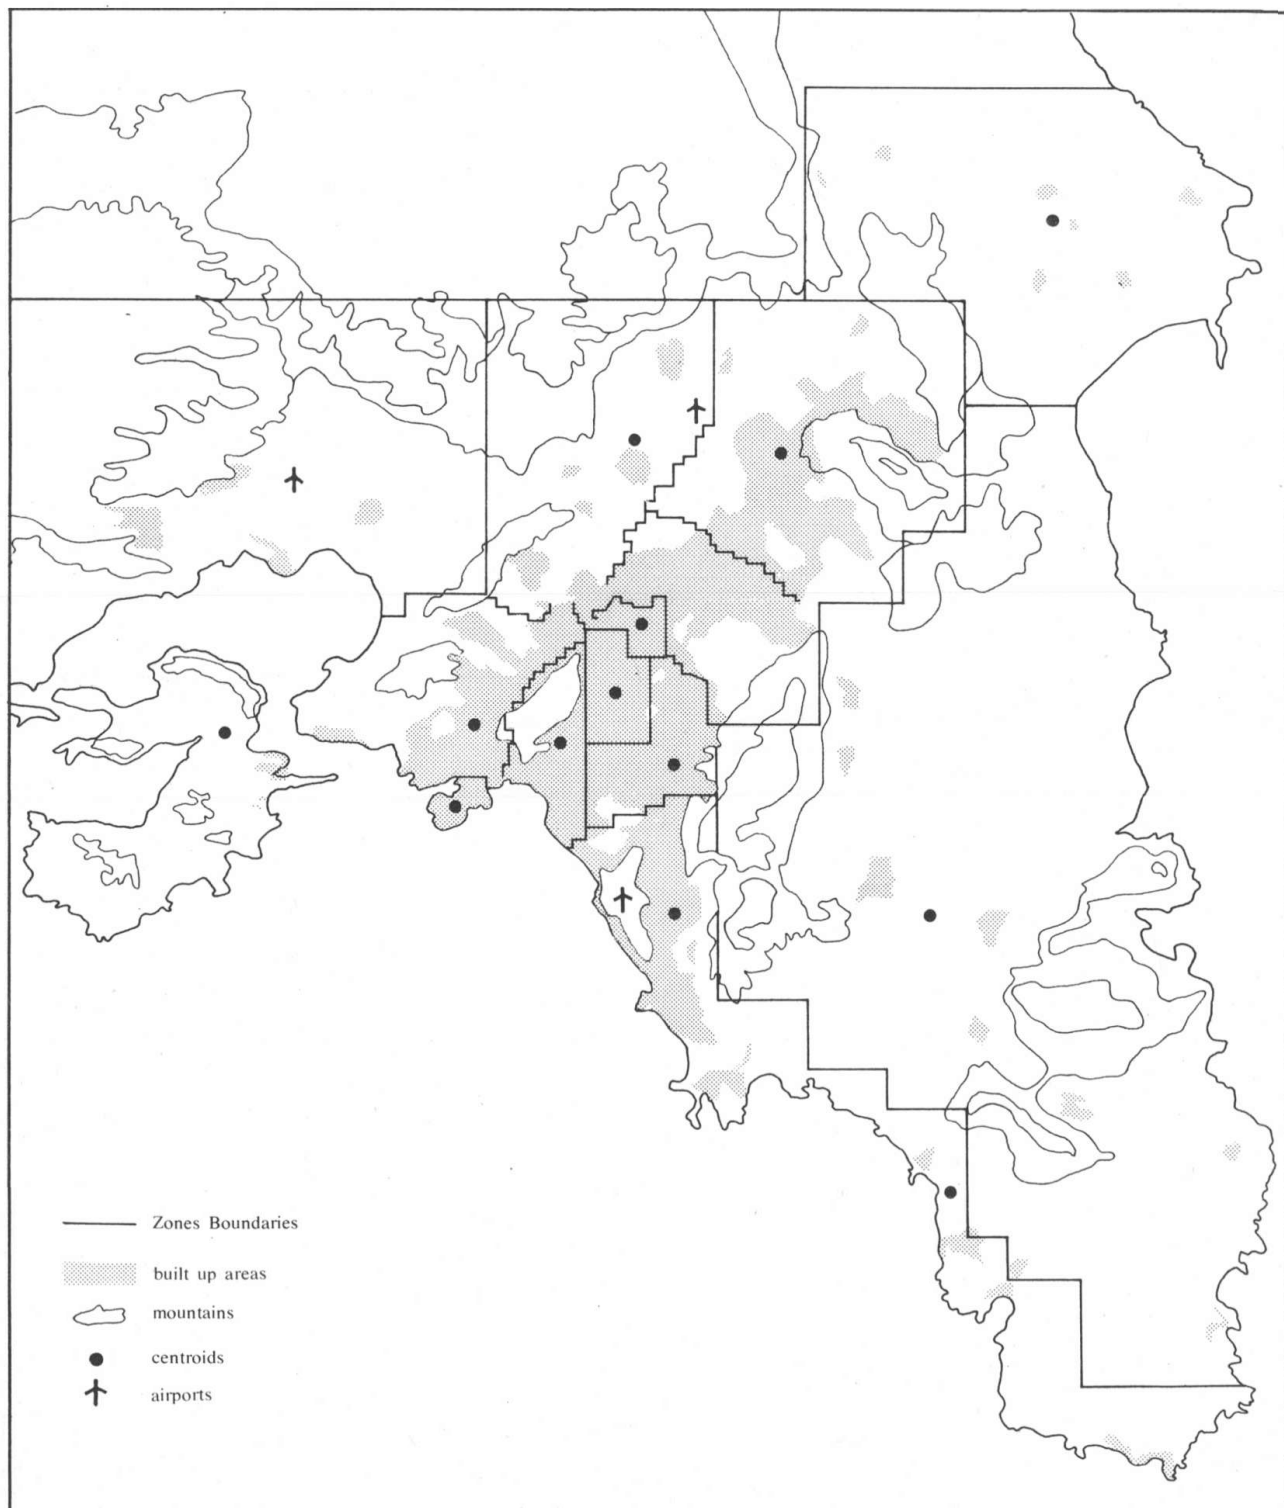 Zones Boundaries
built up areas
mountains
centroids
airports